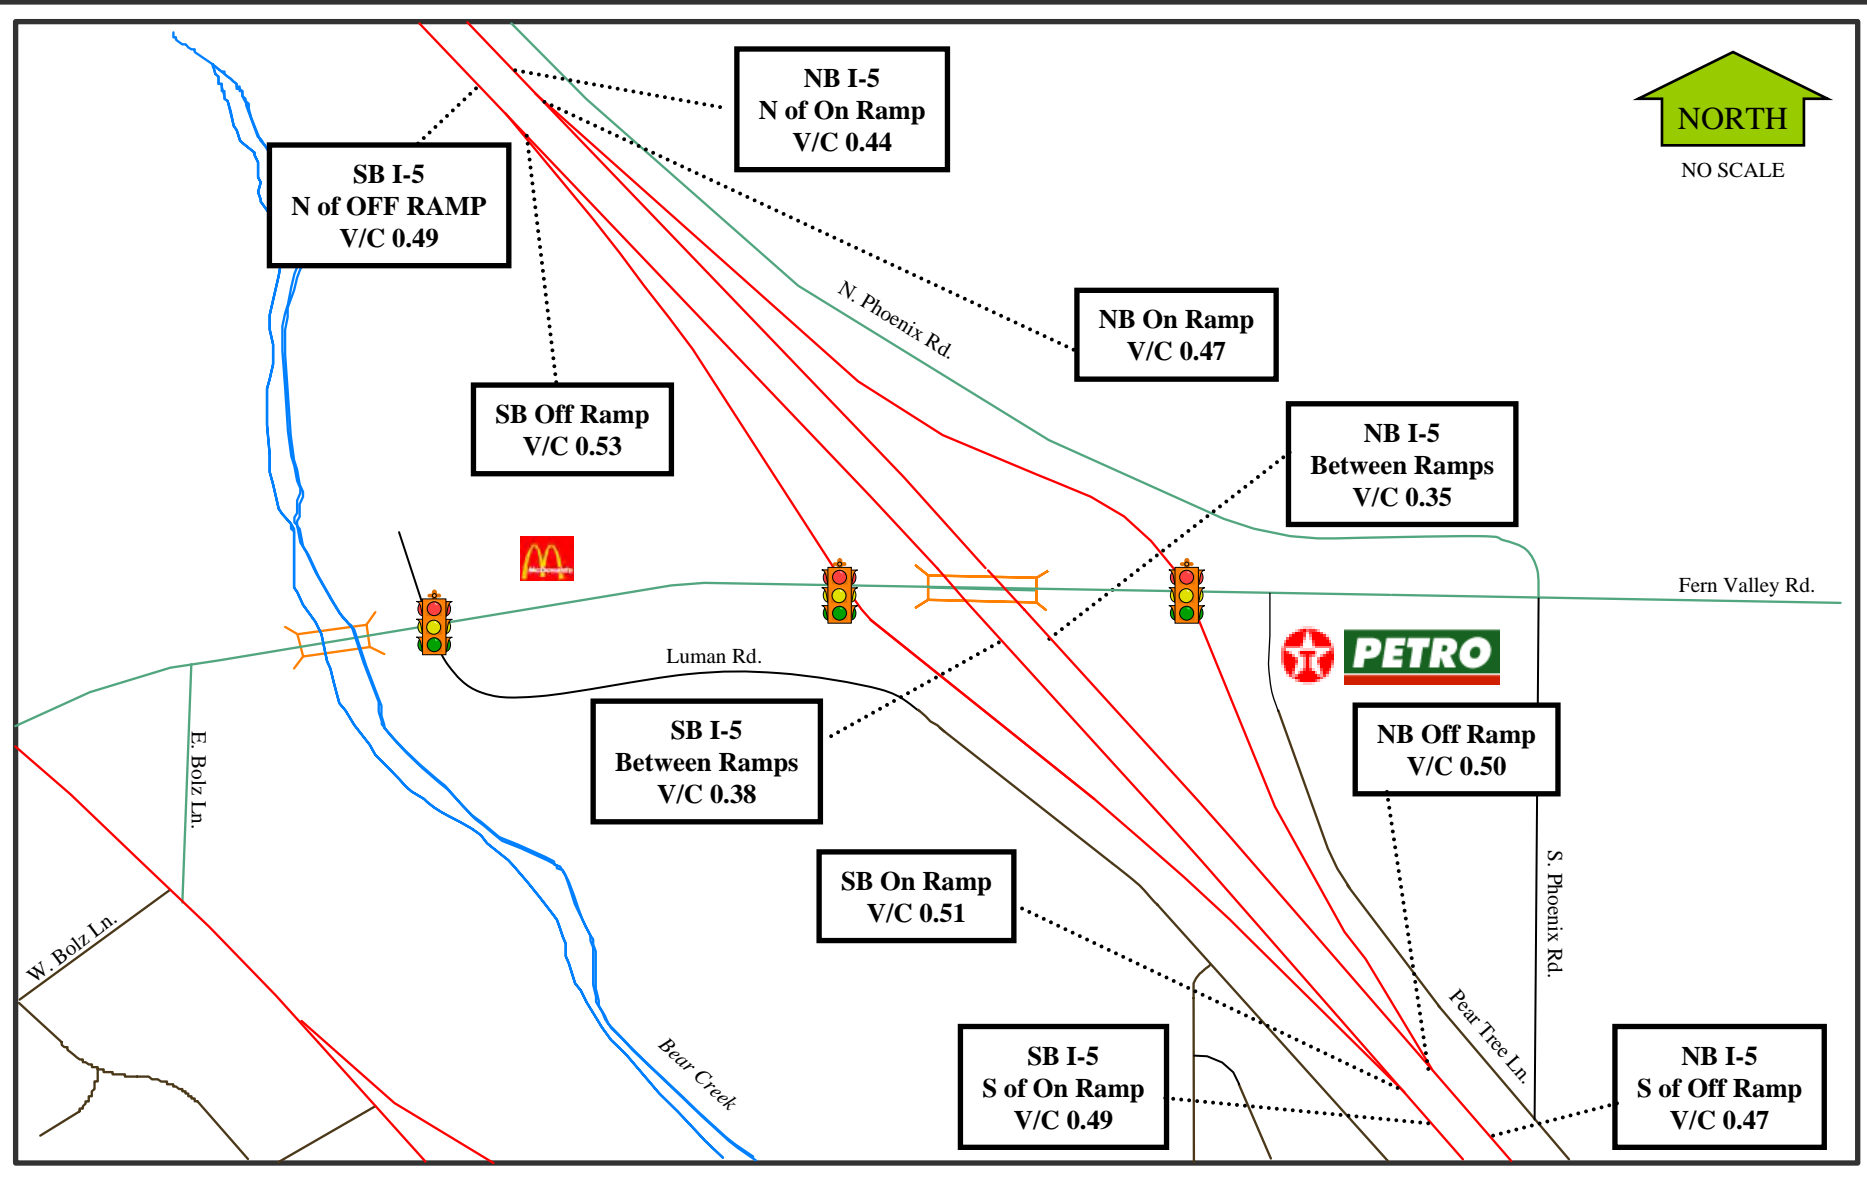 NB I-5
N of On Ramp
V/C 0.44
NORTH
NO SCALE
SB I-5
N of OFF RAMP
V/C 0.49
N. Phoenix Rd.
NB On Ramp
V/C 0.47
SB Off Ramp
V/C 0.53
NB I-5
Between Ramps
V/C 0.35
McDonald's
Fern Valley Rd.
Luman Rd.
T
PETRO
E. Bolz Ln.
SB I-5
Between Ramps
V/C 0.38
NB Off Ramp
V/C 0.50
SB On Ramp
V/C 0.51
S. Phoenix Rd.
W. Bolz Ln.
Bear Creek
Pear Tree Ln.
SB I-5
S of On Ramp
V/C 0.49
NB I-5
S of Off Ramp
V/C 0.47